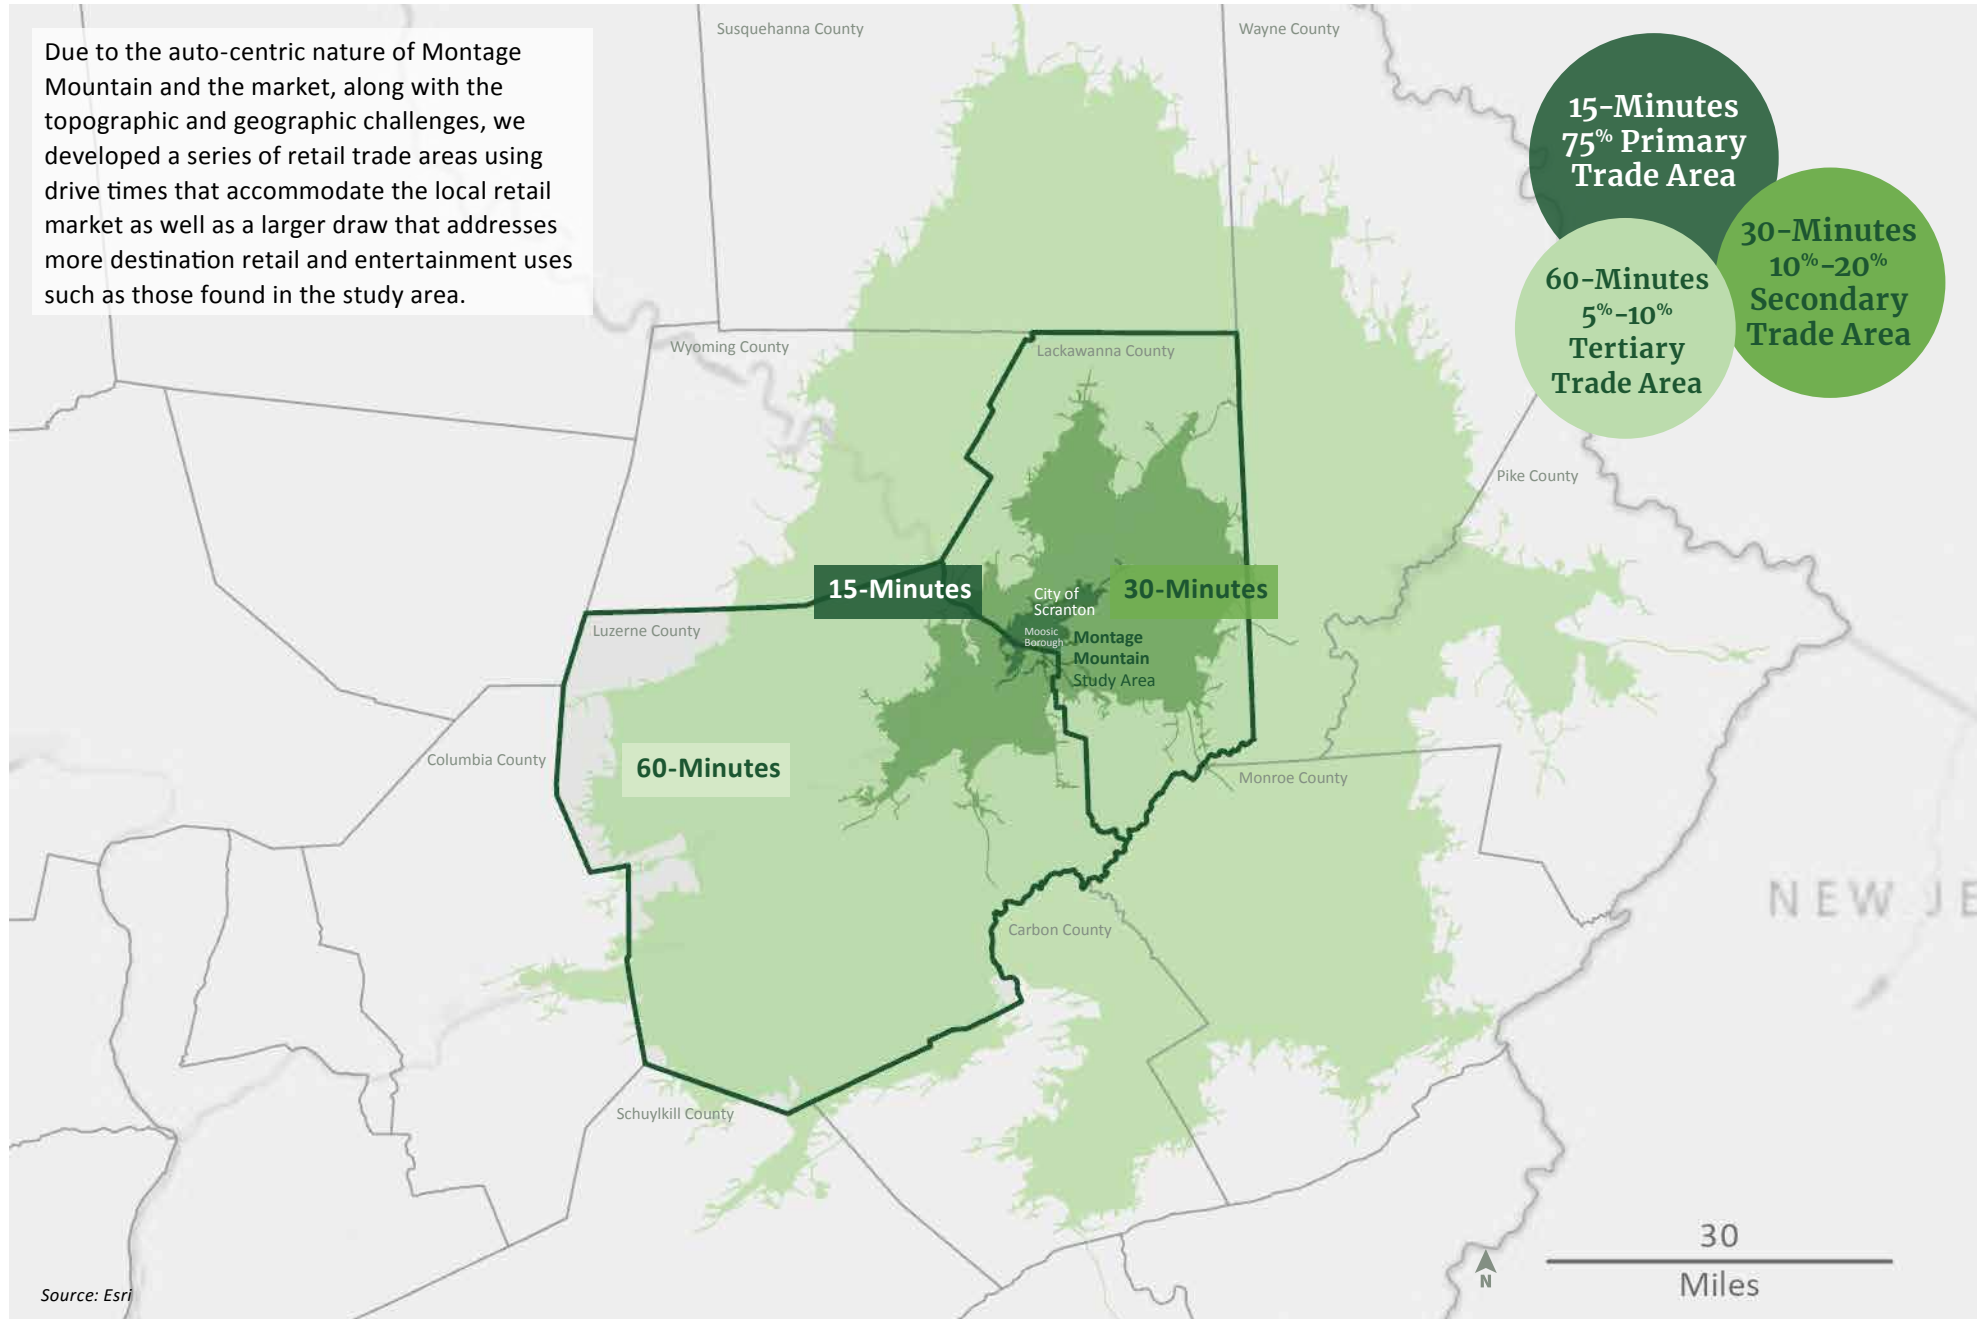 Due to the auto-centric nature of Montage
Mountain and the market, along with the
topographic and geographic challenges, we
developed a series of retail trade areas using
drive times that accommodate the local retail
market as well as a larger draw that addresses
more destination retail and entertainment uses
such as those found in the study area.
Susquehanna County
Wayne County
15-Minutes
75% Primary
Trade Area
30-Minutes
10%-20%
Secondary
Trade Area
60-Minutes
5%-10%
Tertiary
Trade Area
Wyoming County
Lackawanna County
Pike County
15-Minutes
City of
Scranton
30-Minutes
Luzerne County
Moosic
Borough
Montage
Mountain
Study Area
Columbia County
60-Minutes
Monroe County
NEW JE
Carbon County
Schuylkill County
30
Miles
N
Source: Esri